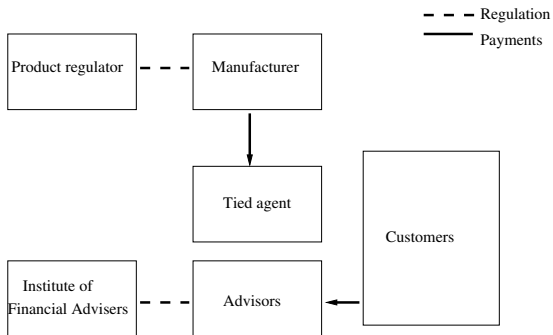 Regulation
Payments
Product regulator
Manufacturer
Tied agent
Customers
Institute of
Financial Advisers
Advisors